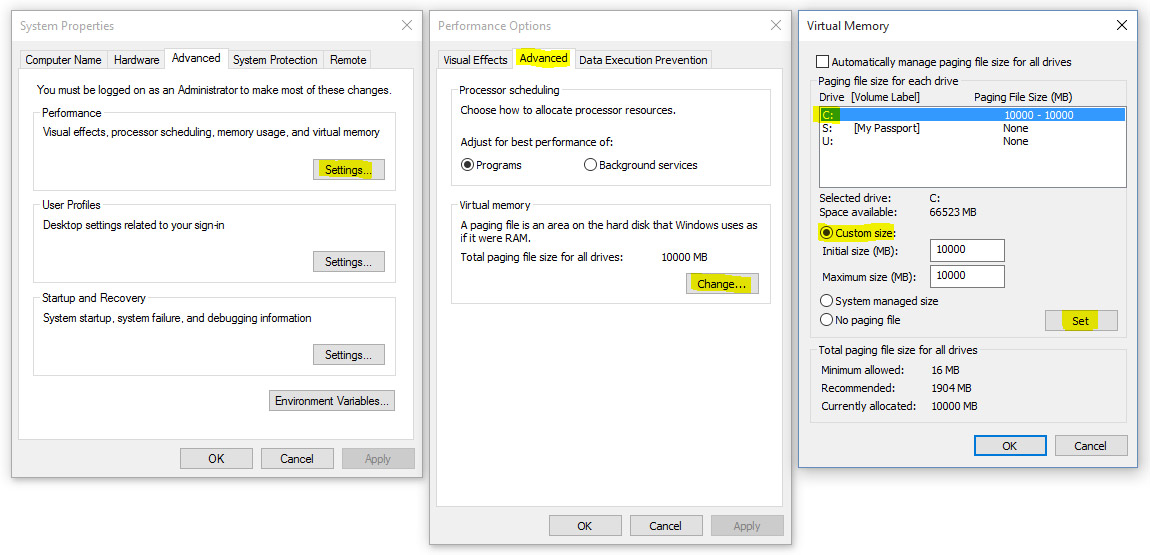 System Properties
Computer Name Hardware Advanced System Protection Remote
You must be logged on as an Administrator to make most of these changes.
Performance
Visual effects, processor scheduling, memory usage, and virtual memory
Settings...
User Profiles
Desktop settings related to your sign-in
Settings...
Startup and Recovery
System startup, system failure, and debugging information
Settings...
Environment Variables...
OK Cancel Apply
Performance Options
Visual Effects Advanced Data Execution Prevention
Processor scheduling
Choose how to allocate processor resources.
Adjust for best performance of:
Programs Background services
Virtual memory
A paging file is an area on the hard disk that Windows uses as
if it were RAM.
Total paging file size for all drives: 10000 MB
Change...
OK Cancel Apply
Virtual Memory
Automatically manage paging file size for all drives
Paging file size for each drive
Drive [Volume Label] Paging File Size (MB)
C: 10000 - 10000
S: [My Passport] None
U: None
Selected drive: C:
Space available: 66523 MB
Custom size:
Initial size (MB): 10000
Maximum size (MB): 10000
System managed size
No paging file Set
Total paging file size for all drives
Minimum allowed: 16 MB
Recommended: 1904 MB
Currently allocated: 10000 MB
OK Cancel